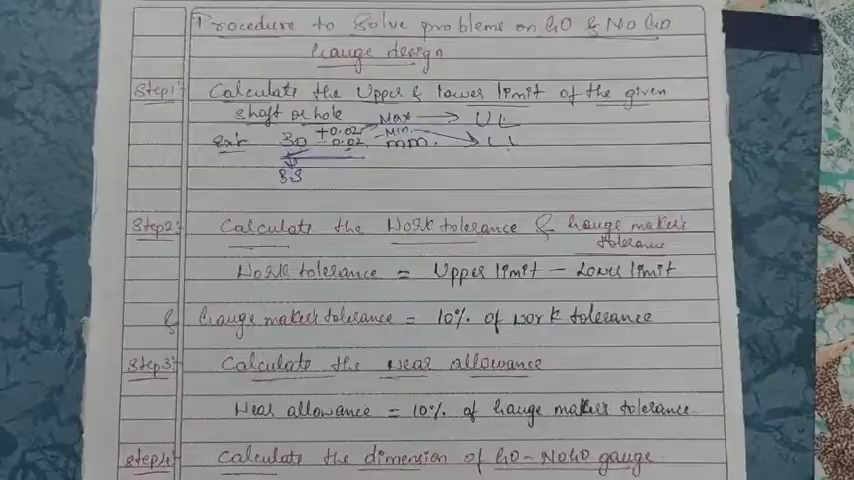 Procedure to Solve problems on GO & NO GO
Gauge design
Step1: Calculate the Upper & lower limit of the given
shaft or hole
Max → UL
Ex: 30 +0.02 -0.02 mm. Min. → LL
BS
Step2: Calculate the Work tolerance & Gauge maker's
tolerance
Work tolerance = Upper limit - Lower limit
& Gauge maker's tolerance = 10% of work tolerance
Step3: Calculate the wear allowance
Wear allowance = 10% of Gauge makers tolerance
Step4: Calculate the dimension of GO-NOGO gauge